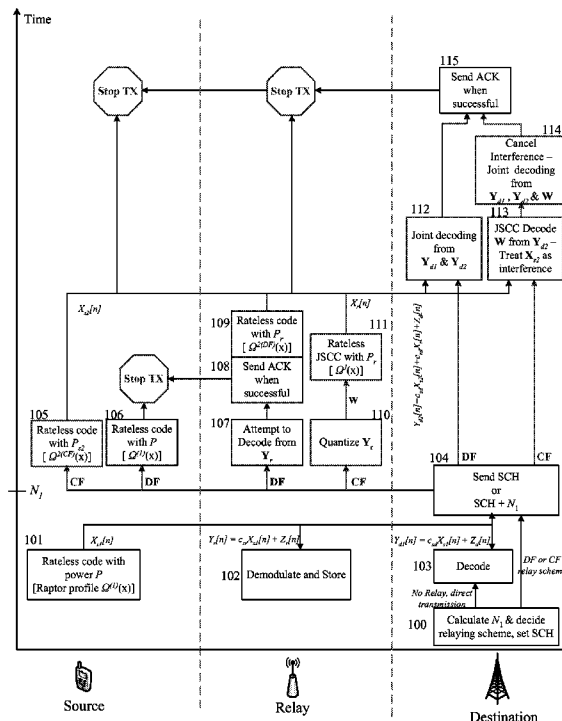 Time
115
Send ACK
when
successful
Stop TX
Stop TX
114
Cancel
Interference –
Joint decoding
from
Y_d1, Y_d2 & W
112
Joint decoding
from
Y_d1 & Y_d2
113
JSCC Decode
W from Y_d2 –
Treat X_s2 as
interference
X_s2[n]
X_r[n]
Y_d2[n]=c_sd X_s2[n]+c_rd X_r[n]+Z_d[n]
109
Rateless code
with P_r
[ Ω^2(DF)(x)]
111
Rateless
JSCC with P_r
[ Ω^J(x)]
108
Send ACK
when
successful
Stop TX
W
105
Rateless code
with P_s2
[ Ω^2(CF)(x)]
106
Rateless code
with P
[ Ω^(1)(x)]
107
Attempt to
Decode from
Y_r
110
Quantize Y_r
104
Send SCH
or
SCH + N_1
DF
CF
CF
DF
DF
CF
N_1
101
Rateless code with
power P
[Raptor profile Ω^(1)(x)]
X_s1[n]
Y_r[n] = c_sr X_s1[n] + Z_r[n]
102
Demodulate and Store
Y_d1[n] = c_sd X_s1[n] + Z_d[n]
103
Decode
DF or CF
relay scheme
No Relay, direct
transmission
100
Calculate N_1 & decide
relaying scheme, set SCH
Source
Relay
Destination